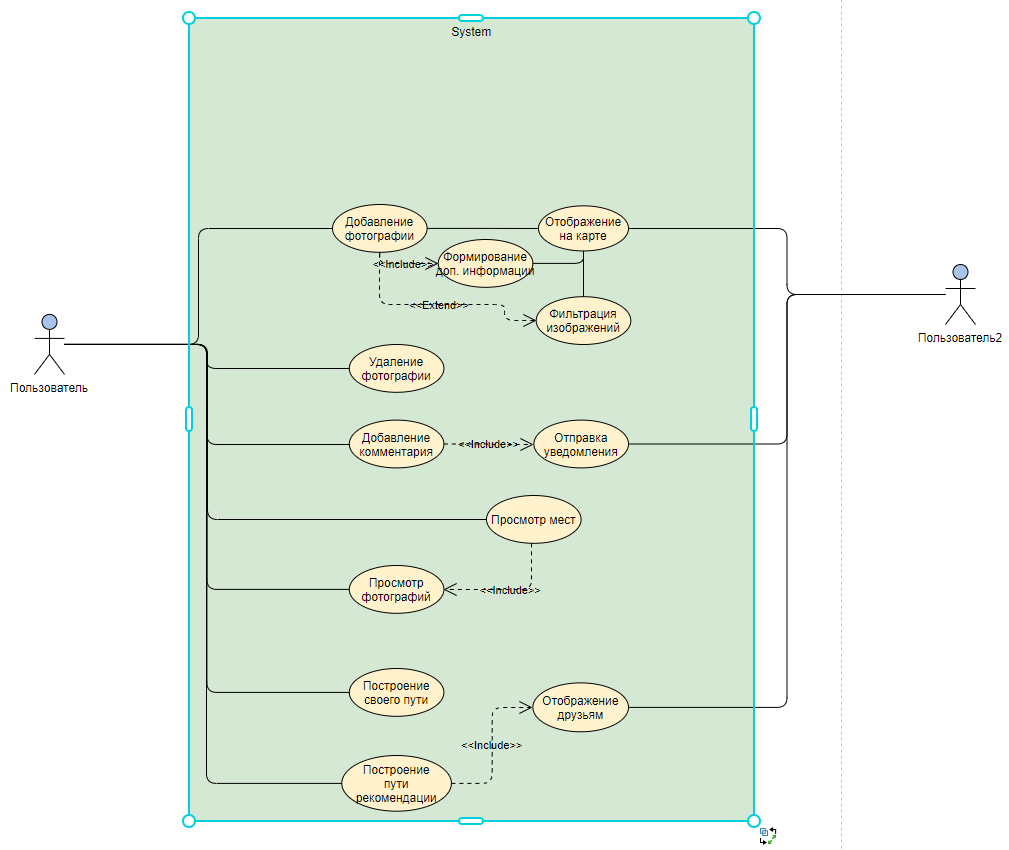 System
Добавление
фотографии
Отображение
на карте
<<Include>>
Формирование
доп. информации
<<Extend>>
Фильтрация
изображений
Пользователь2
Пользователь
Удаление
фотографии
Добавление
комментария
<<Include>>
Отправка
уведомления
Просмотр мест
Просмотр
фотографий
<<Include>>
Построение
своего пути
Отображение
друзьям
<<Include>>
Построение
пути
рекомендации